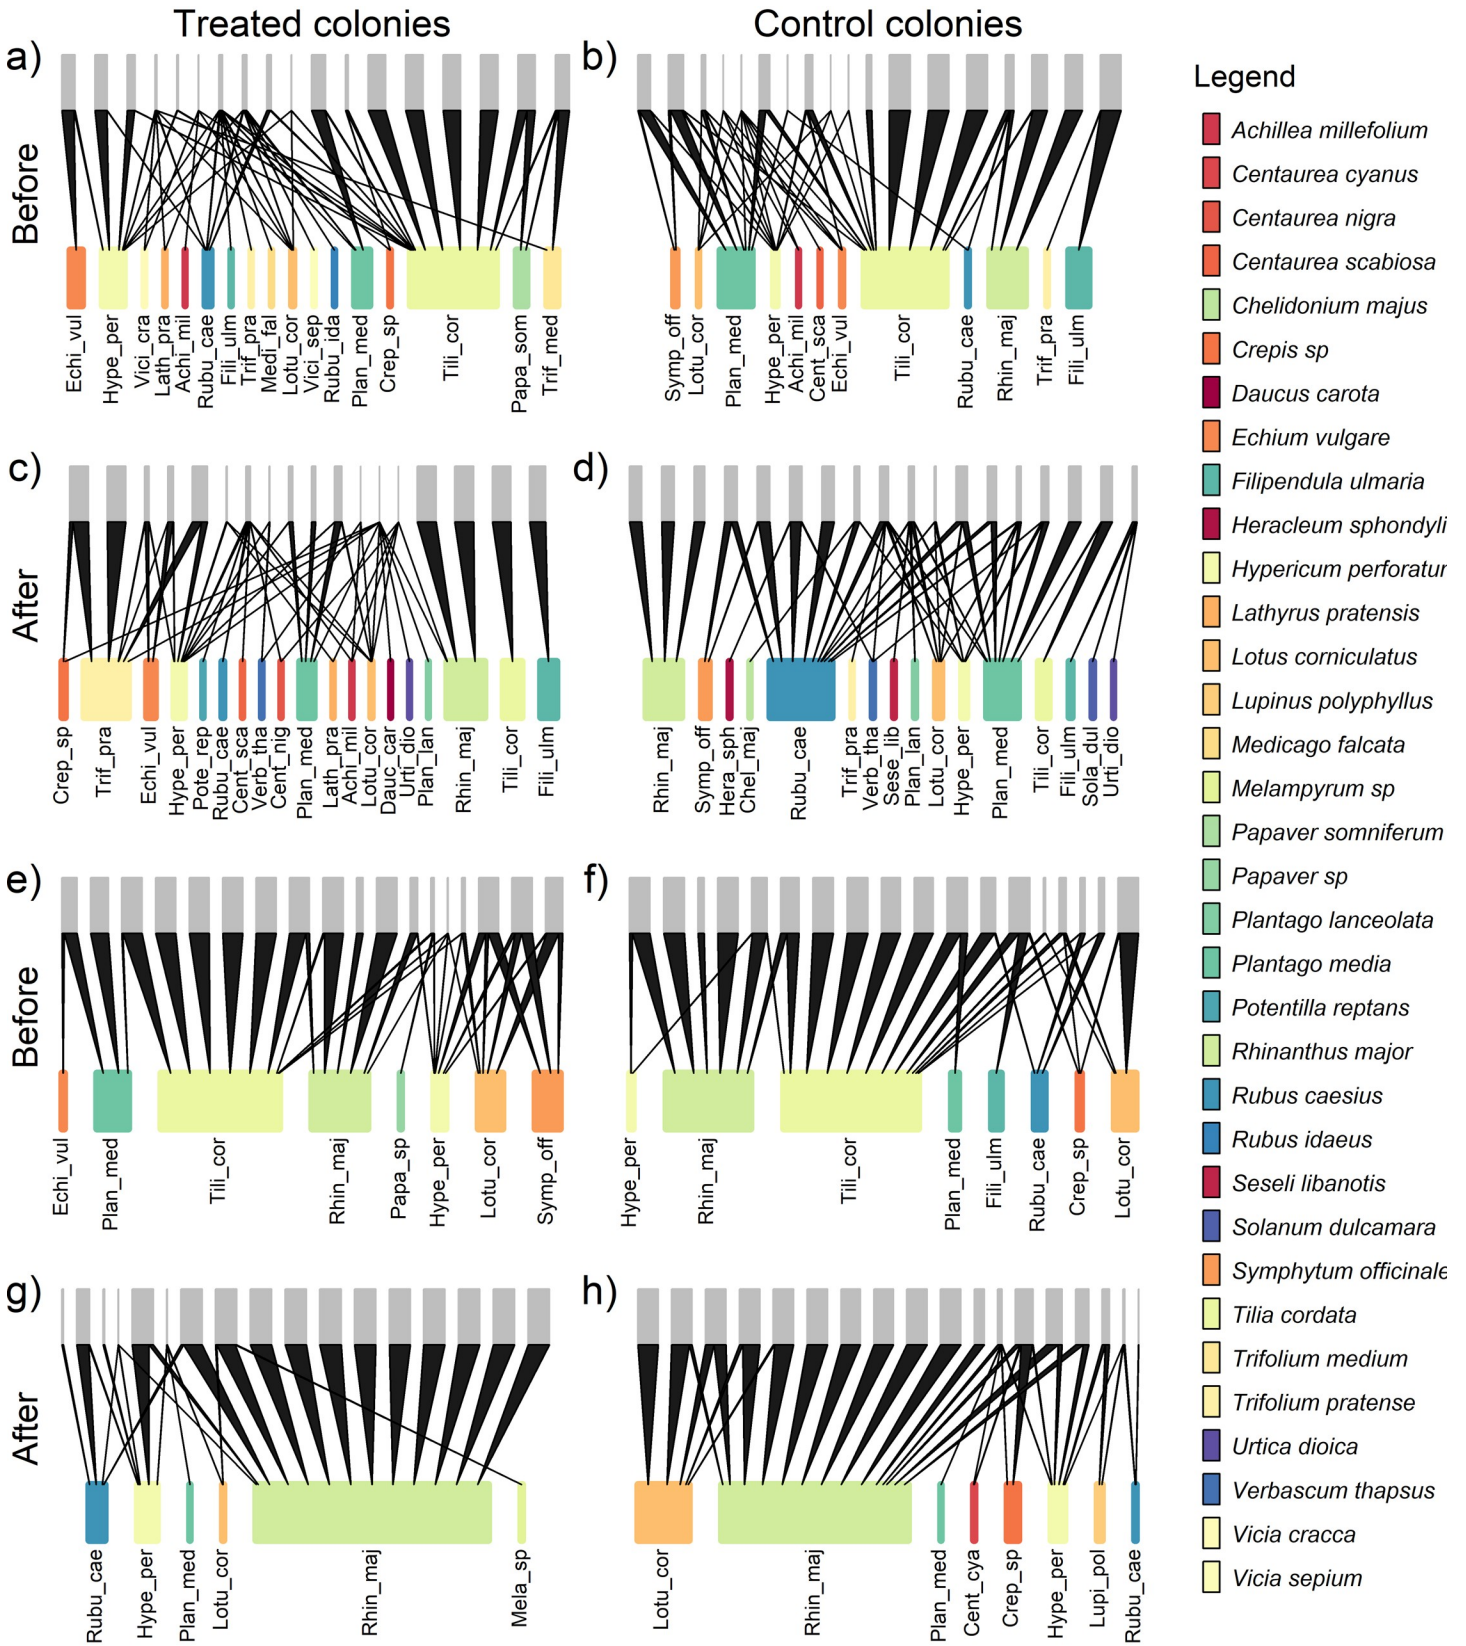 Treated colonies
Control colonies
Legend
a)
b)
Before
Echi_vul
Hype_per
Vici_cra
Lath_pra
Achi_mil
Rubu_cae
Fili_ulm
Trif_pra
Medi_fal
Lotu_cor
Vici_sep
Rubu_ida
Plan_med
Crep_sp
Tili_cor
Papa_som
Trif_med
Symp_off
Lotu_cor
Plan_med
Hype_per
Achi_mil
Cent_sca
Echi_vul
Tili_cor
Rubu_cae
Rhin_maj
Trif_pra
Fili_ulm
c)
d)
After
Crep_sp
Trif_pra
Echi_vul
Hype_per
Pote_rep
Rubu_cae
Cent_sca
Verb_tha
Cent_nig
Plan_med
Lath_pra
Achi_mil
Lotu_cor
Dauc_car
Urti_dio
Plan_lan
Rhin_maj
Tili_cor
Fili_ulm
Rhin_maj
Symp_off
Hera_sph
Chel_maj
Rubu_cae
Trif_pra
Verb_tha
Sese_lib
Plan_lan
Lotu_cor
Hype_per
Plan_med
Tili_cor
Fili_ulm
Sola_dul
Urti_dio
e)
f)
Before
Echi_vul
Plan_med
Tili_cor
Rhin_maj
Papa_sp
Hype_per
Lotu_cor
Symp_off
Hype_per
Rhin_maj
Tili_cor
Plan_med
Fili_ulm
Rubu_cae
Crep_sp
Lotu_cor
g)
h)
After
Rubu_cae
Hype_per
Plan_med
Lotu_cor
Rhin_maj
Mela_sp
Lotu_cor
Rhin_maj
Plan_med
Cent_cya
Crep_sp
Hype_per
Lupi_pol
Rubu_cae
Achillea millefolium
Centaurea cyanus
Centaurea nigra
Centaurea scabiosa
Chelidonium majus
Crepis sp
Daucus carota
Echium vulgare
Filipendula ulmaria
Heracleum sphondyli
Hypericum perforatur
Lathyrus pratensis
Lotus corniculatus
Lupinus polyphyllus
Medicago falcata
Melampyrum sp
Papaver somniferum
Papaver sp
Plantago lanceolata
Plantago media
Potentilla reptans
Rhinanthus major
Rubus caesius
Rubus idaeus
Seseli libanotis
Solanum dulcamara
Symphytum officinale
Tilia cordata
Trifolium medium
Trifolium pratense
Urtica dioica
Verbascum thapsus
Vicia cracca
Vicia sepium